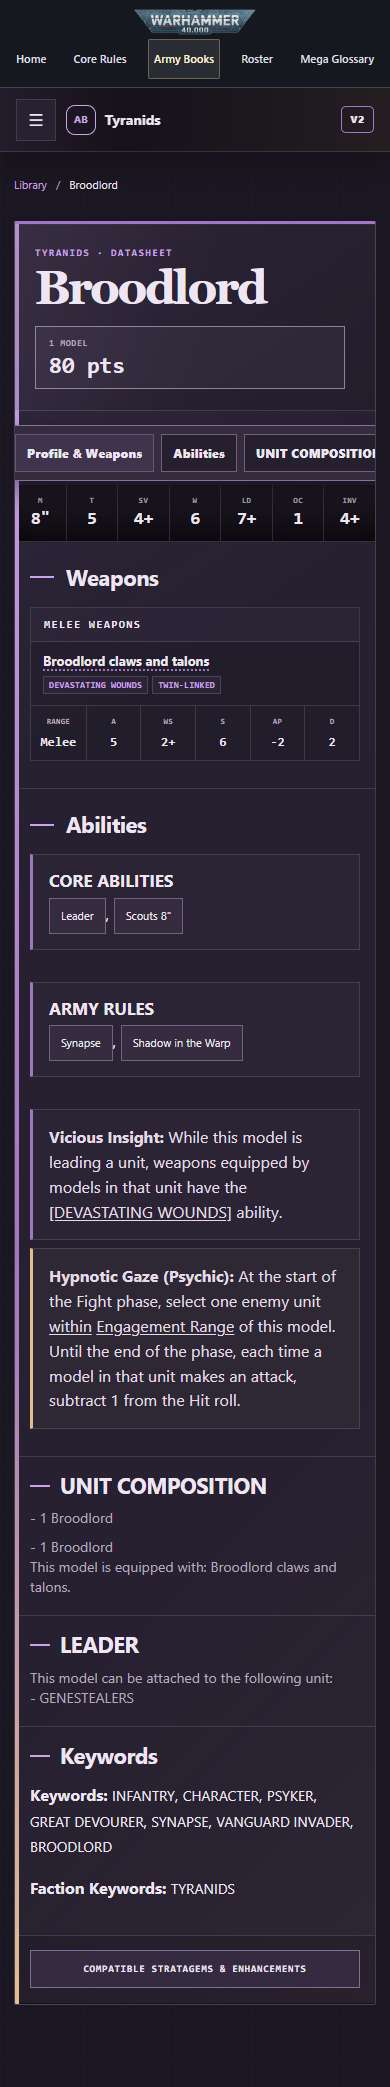 WARHAMMER
40,000
Home Core Rules Army Books Roster Mega Glossary
☰ AB Tyranids V2
Library / Broodlord
TYRANIDS · DATASHEET
Broodlord
1 MODEL
80 pts
Profile & Weapons Abilities UNIT COMPOSITION
M T SV W LD OC INV
8" 5 4+ 6 7+ 1 4+
Weapons
MELEE WEAPONS
Broodlord claws and talons
DEVASTATING WOUNDS TWIN-LINKED
RANGE A WS S AP D
Melee 5 2+ 6 -2 2
Abilities
CORE ABILITIES
Leader, Scouts 8"
ARMY RULES
Synapse, Shadow in the Warp
Vicious Insight: While this model is
leading a unit, weapons equipped by
models in that unit have the
[DEVASTATING WOUNDS] ability.
Hypnotic Gaze (Psychic): At the start of
the Fight phase, select one enemy unit
within Engagement Range of this model.
Until the end of the phase, each time a
model in that unit makes an attack,
subtract 1 from the Hit roll.
UNIT COMPOSITION
- 1 Broodlord
- 1 Broodlord
This model is equipped with: Broodlord claws and
talons.
LEADER
This model can be attached to the following unit:
- GENESTEALERS
Keywords
Keywords: INFANTRY, CHARACTER, PSYKER,
GREAT DEVOURER, SYNAPSE, VANGUARD INVADER,
BROODLORD
Faction Keywords: TYRANIDS
COMPATIBLE STRATAGEMS & ENHANCEMENTS